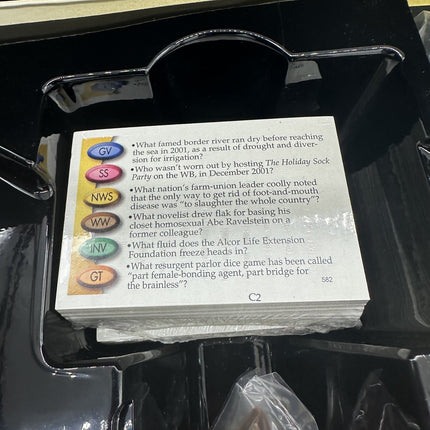 GV •What famed border river ran dry before reaching
the sea in 2001, as a result of drought and diver-
sion for irrigation?
SS •Who wasn't worn out by hosting The Holiday Sock
Party on the WB, in December 2001?
NWS •What nation's farm-union leader coolly noted
that the only way to get rid of foot-and-mouth
disease was "to slaughter the whole country"?
WW •What novelist drew flak for basing his
closet homosexual Abe Ravelstein on a
former colleague?
INV •What fluid does the Alcor Life Extension
Foundation freeze heads in?
GT •What resurgent parlor dice game has been called
"part female-bonding agent, part bridge for
the brainless"?
582
C2